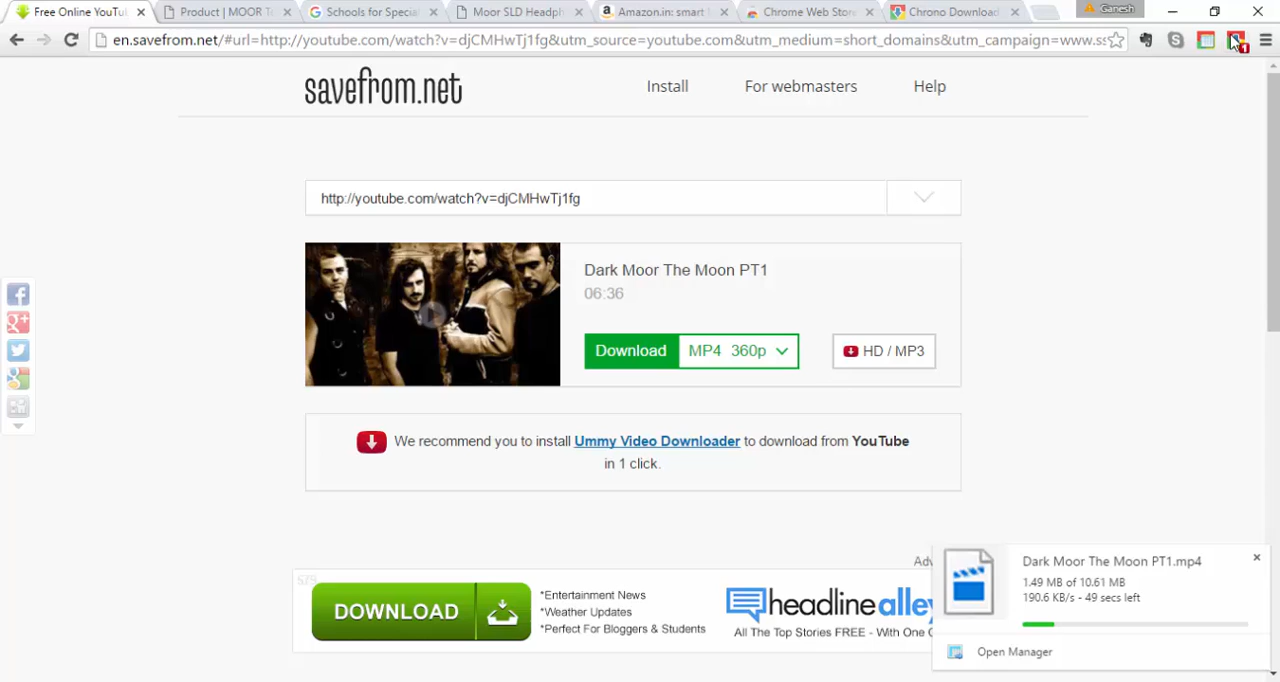 Free Online YouTu
Product | MOOR T
Schools for Specia
Moor SLD Headph
Amazon.in: smart
Chrome Web Stor
Chrono Download
Ganesh
en.savefrom.net/#url=http://youtube.com/watch?v=djCMHwTj1fg&utm_source=youtube.com&utm_medium=short_domains&utm_campaign=www.ss
savefrom.net
Install
For webmasters
Help
http://youtube.com/watch?v=djCMHwTj1fg
Dark Moor The Moon PT1
06:36
Download MP4 360p
HD / MP3
We recommend you to install Ummy Video Downloader to download from YouTube
in 1 click.
DOWNLOAD
*Entertainment News
*Weather Updates
*Perfect For Bloggers & Students
headline alley
All The Top Stories FREE - With One C
Dark Moor The Moon PT1.mp4
1.49 MB of 10.61 MB
190.6 KB/s - 49 secs left
Open Manager